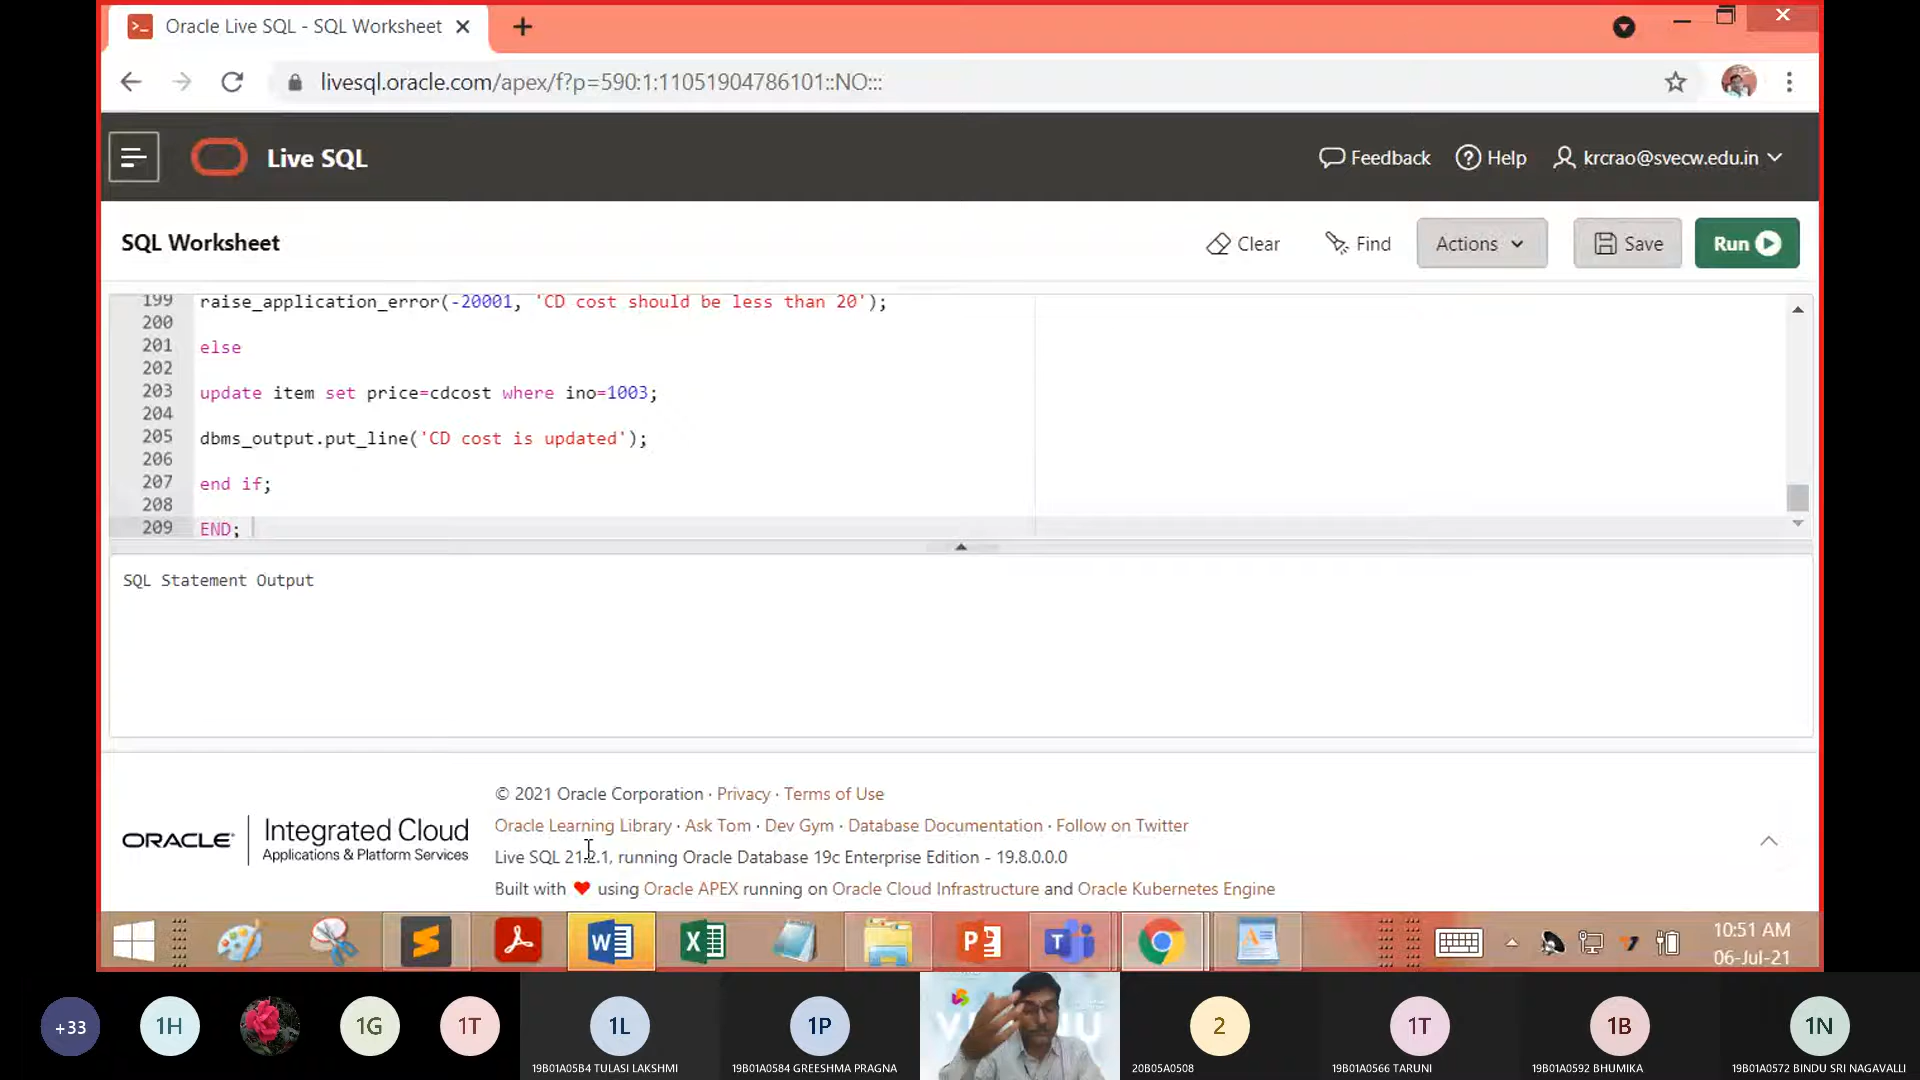 Oracle Live SQL - SQL Worksheet
livesql.oracle.com/apex/f?p=590:1:11051904786101::NO:::
Live SQL
Feedback
Help
krcrao@svecw.edu.in
SQL Worksheet
Clear
Find
Actions
Save
Run
199 raise_application_error(-20001, 'CD cost should be less than 20');
200
201 else
202
203 update item set price=cdcost where ino=1003;
204
205 dbms_output.put_line('CD cost is updated');
206
207 end if;
208
209 END;
SQL Statement Output
© 2021 Oracle Corporation · Privacy · Terms of Use
Oracle Learning Library · Ask Tom · Dev Gym · Database Documentation · Follow on Twitter
Live SQL 21.2.1, running Oracle Database 19c Enterprise Edition - 19.8.0.0.0
Built with ❤ using Oracle APEX running on Oracle Cloud Infrastructure and Oracle Kubernetes Engine
ORACLE
Integrated Cloud
Applications & Platform Services
10:51 AM
06-Jul-21
+33
1H
1G
1T
1L
1P
2
1T
1B
1N
19B01A05B4 TULASI LAKSHMI
19B01A0584 GREESHMA PRAGNA
20B05A0508
19B01A0566 TARUNI
19B01A0592 BHUMIKA
19B01A0572 BINDU SRI NAGAVALLI